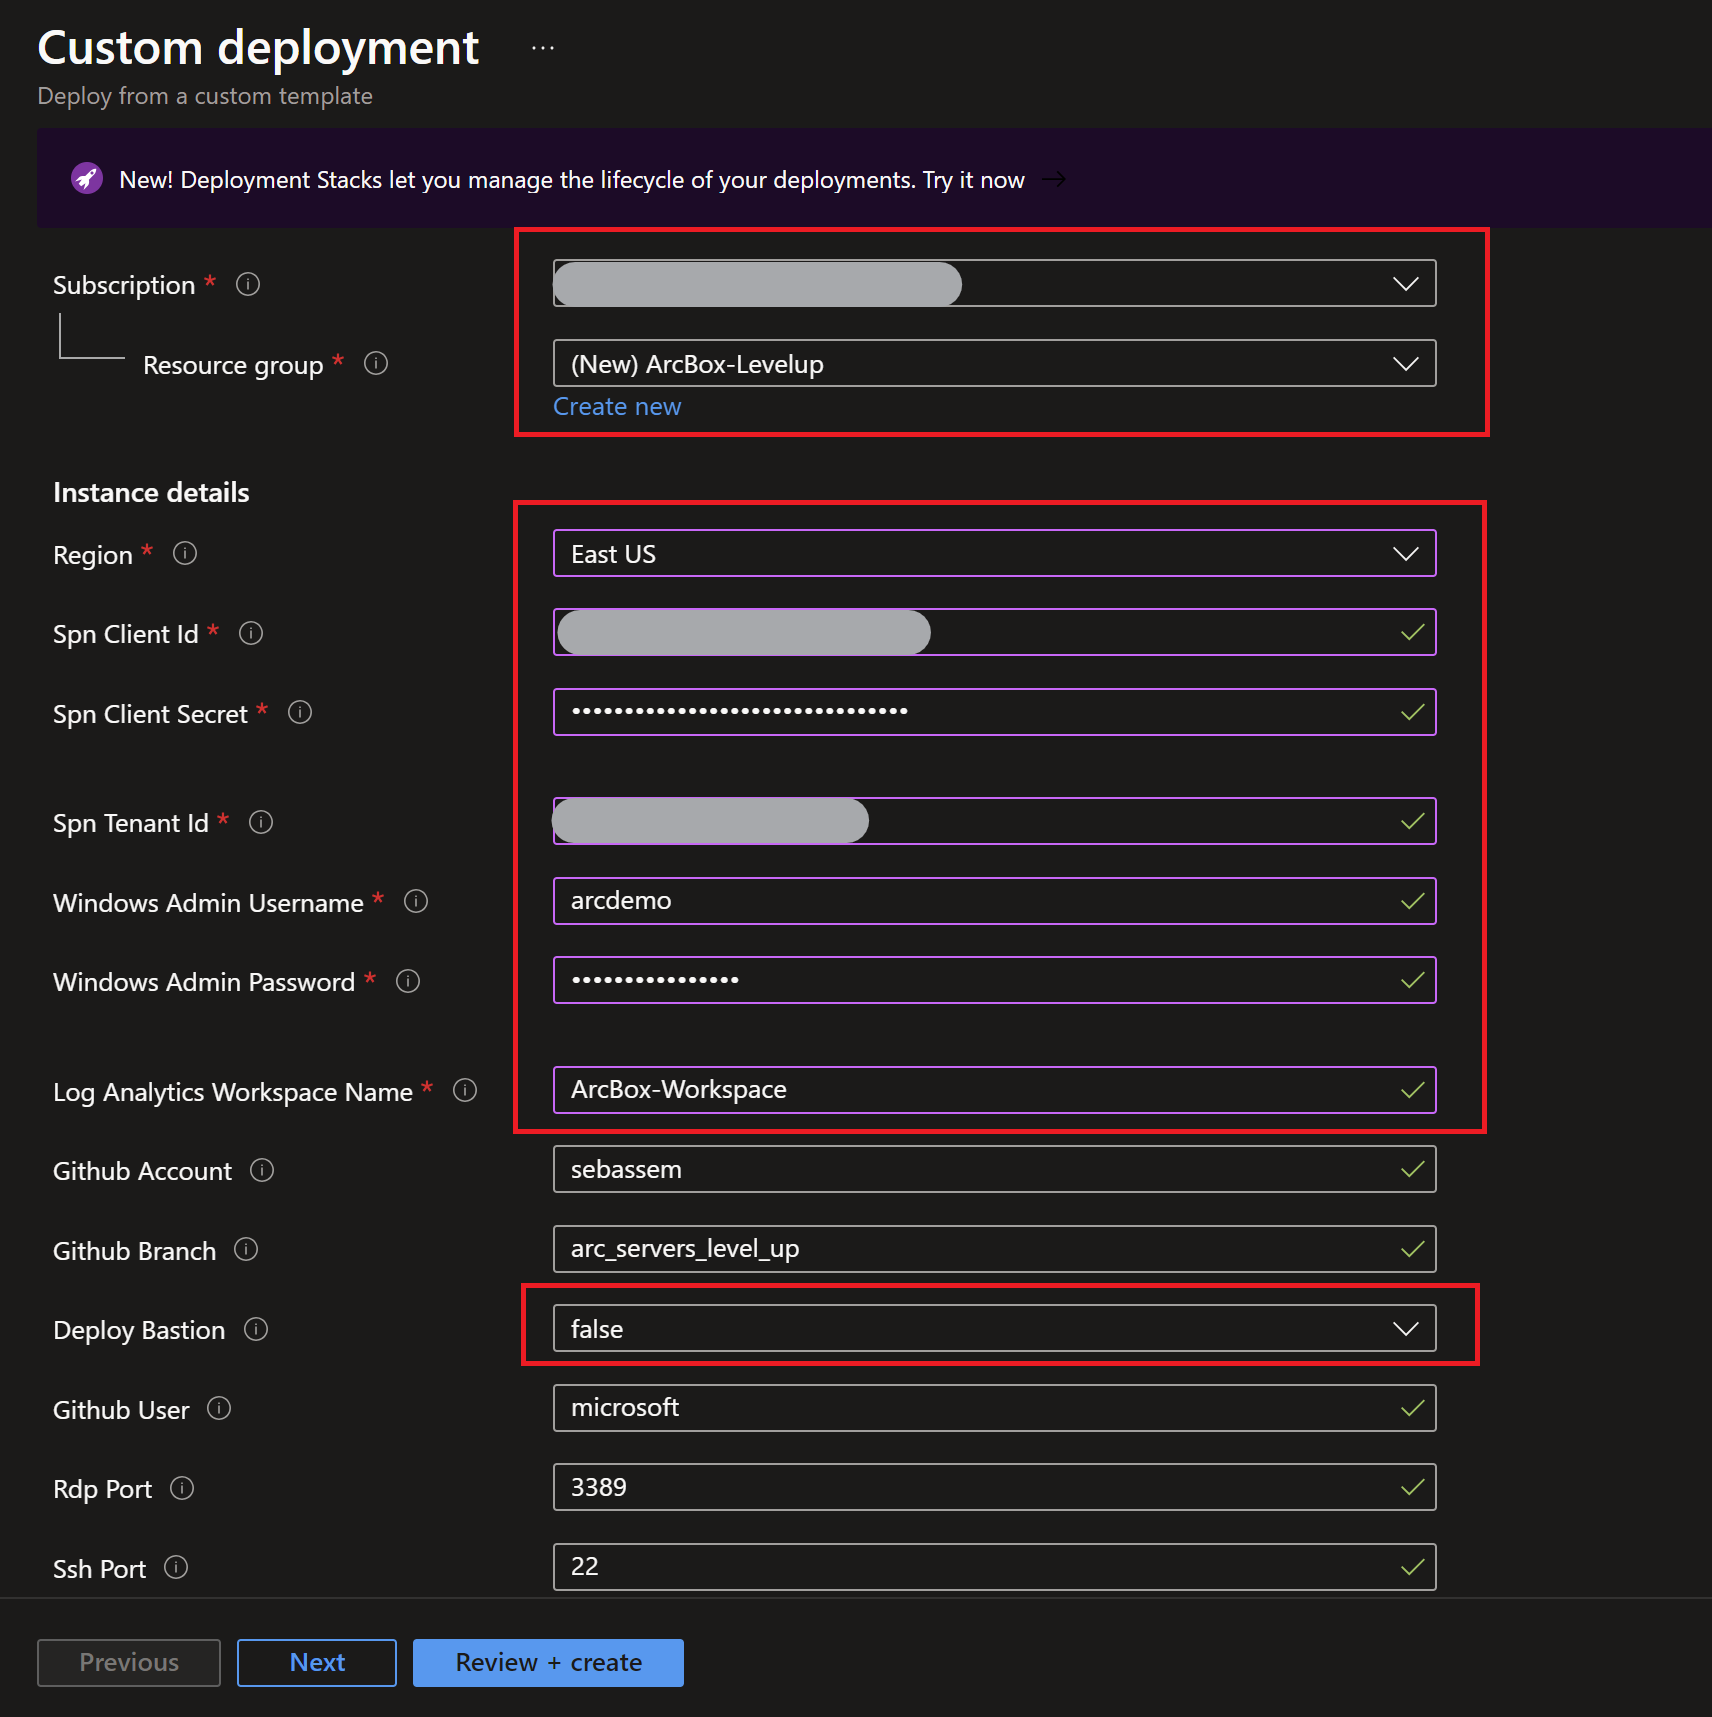 Custom deployment ...
Deploy from a custom template
New! Deployment Stacks let you manage the lifecycle of your deployments. Try it now →
Subscription *
Resource group * (New) ArcBox-Levelup
Create new
Instance details
Region * East US
Spn Client Id *
Spn Client Secret * ••••••••••••••••••••••••••••••••
Spn Tenant Id *
Windows Admin Username * arcdemo
Windows Admin Password * ••••••••••••••••
Log Analytics Workspace Name * ArcBox-Workspace
Github Account sebassem
Github Branch arc_servers_level_up
Deploy Bastion false
Github User microsoft
Rdp Port 3389
Ssh Port 22
Previous Next Review + create